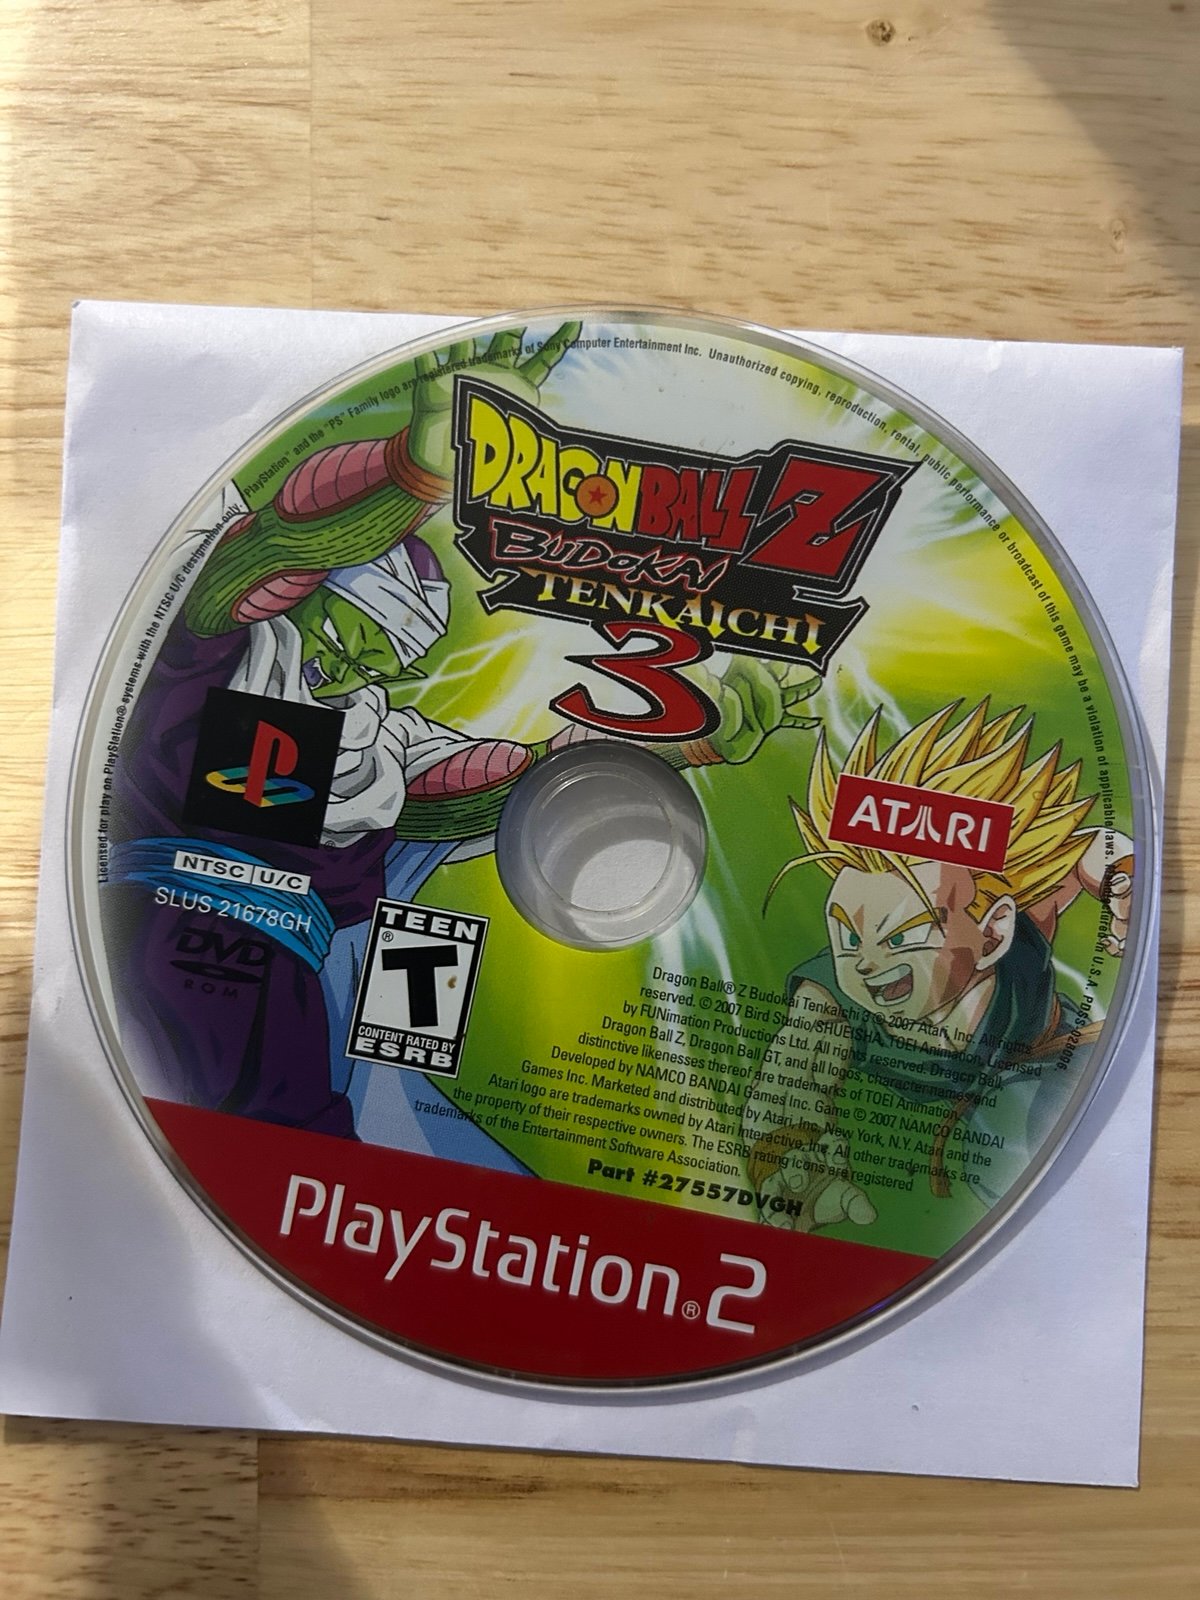 Licensed for play on PlayStation® systems with the NTSC U/C designation only. PlayStation" and the "PS" Family logo are registered trademarks of Sony Computer Entertainment Inc. Unauthorized copying, reproduction, rental, public performance or broadcast of this game may be a violation of applicable laws. Manufactured in U.S.A.
DRAGON BALL Z
BUDOKAI
TENKAICHI
3
ATARI
NTSC U/C
SLUS 21678GH
DVD
ROM
TEEN
® T
CONTENT RATED BY
ESRB
Dragon Ball® Z Budokai Tenkaichi 3 © 2007 Atari, Inc. All rights
reserved. © 2007 Bird Studio/SHUEISHA, TOEI Animation. Licensed
by FUNimation Productions Ltd. All rights reserved. Dragon Ball,
Dragon Ball Z, Dragon Ball GT, and all logos, character names and
distinctive likenesses thereof are trademarks of TOEI Animation.
Developed by NAMCO BANDAI Games Inc. Game © 2007 NAMCO BANDAI
Games Inc. Marketed and distributed by Atari, Inc. New York, N.Y. Atari and the
Atari logo are trademarks owned by Atari Interactive, Inc. All other trademarks are
the property of their respective owners. The ESRB rating icons are registered
trademarks of the Entertainment Software Association.
Part #27557DVGH
PlayStation®2